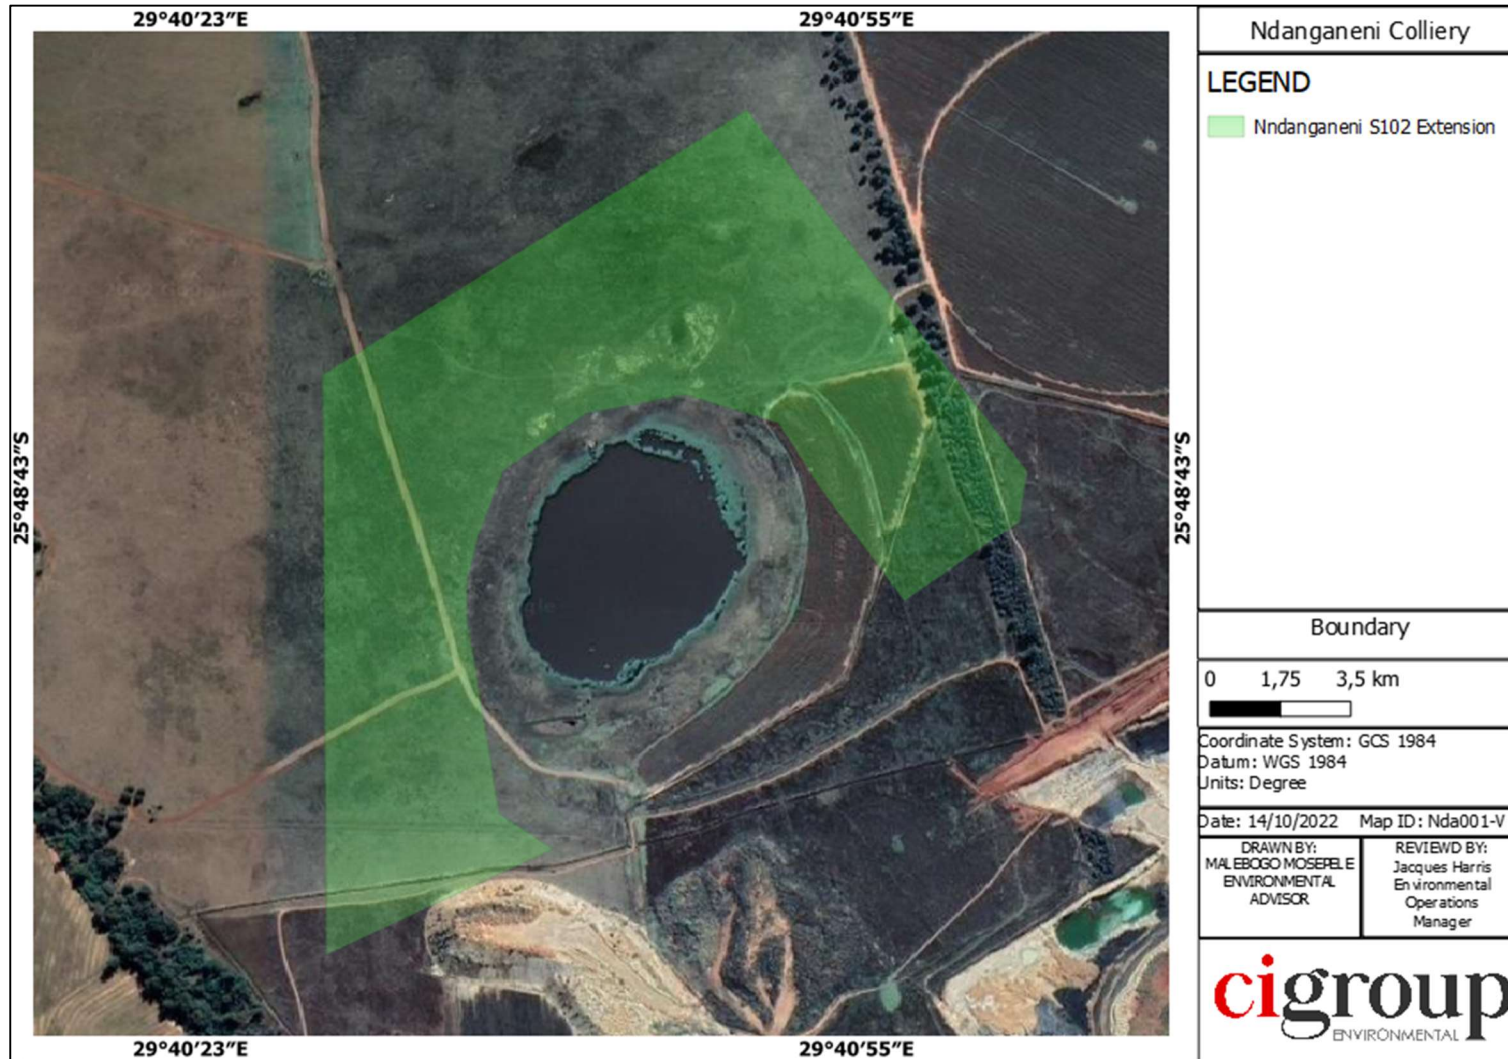 29°40′23″E 29°40′55″E
Ndanganeni Colliery
LEGEND
Nndanganeni S102 Extension
25°48′43″S 25°48′43″S
Boundary
0 1,75 3,5 km
Coordinate System: GCS 1984
Datum: WGS 1984
Units: Degree
Date: 14/10/2022 Map ID: Nda001-V
DRAWN BY:
MALEBOGO MOSEPELE
ENVIRONMENTAL
ADVISOR
REVIEWD BY:
Jacques Harris
Environmental
Operations
Manager
cigroup
ENVIRONMENTAL
29°40′23″E 29°40′55″E